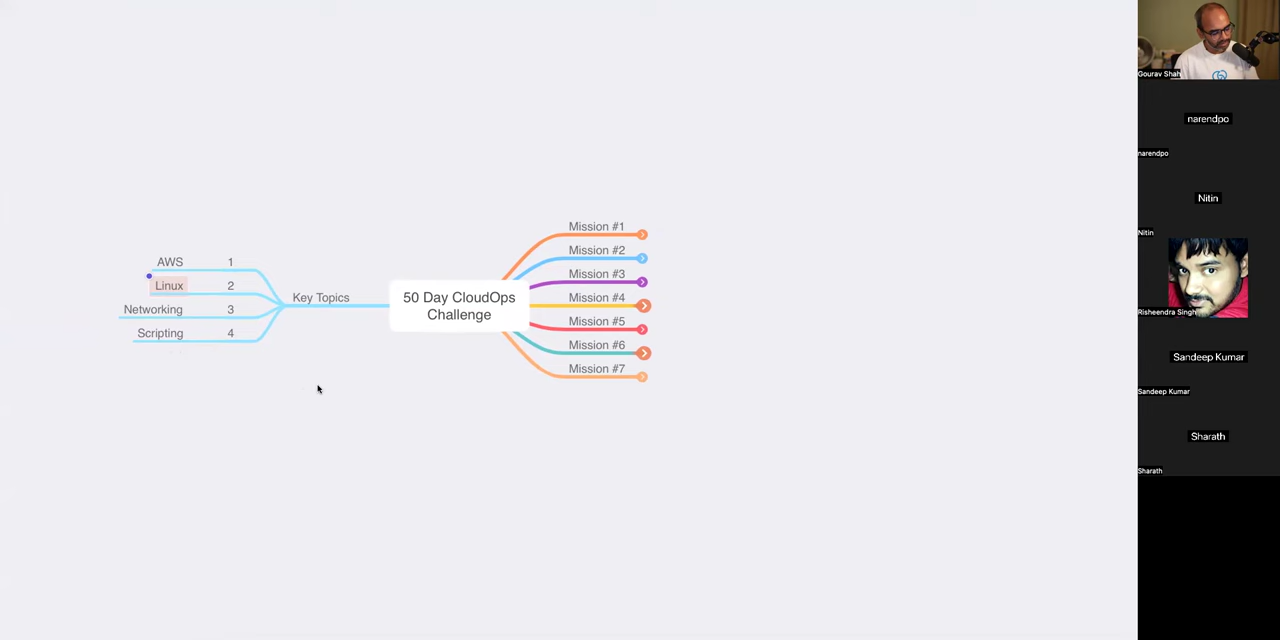 AWS 1
Linux 2
Networking 3
Scripting 4
Key Topics
50 Day CloudOps
Challenge
Mission #1
Mission #2
Mission #3
Mission #4
Mission #5
Mission #6
Mission #7
Gourav Shah
narendpo
narendpo
Nitin
Nitin
Risheendra Singh
Sandeep Kumar
Sandeep Kumar
Sharath
Sharath